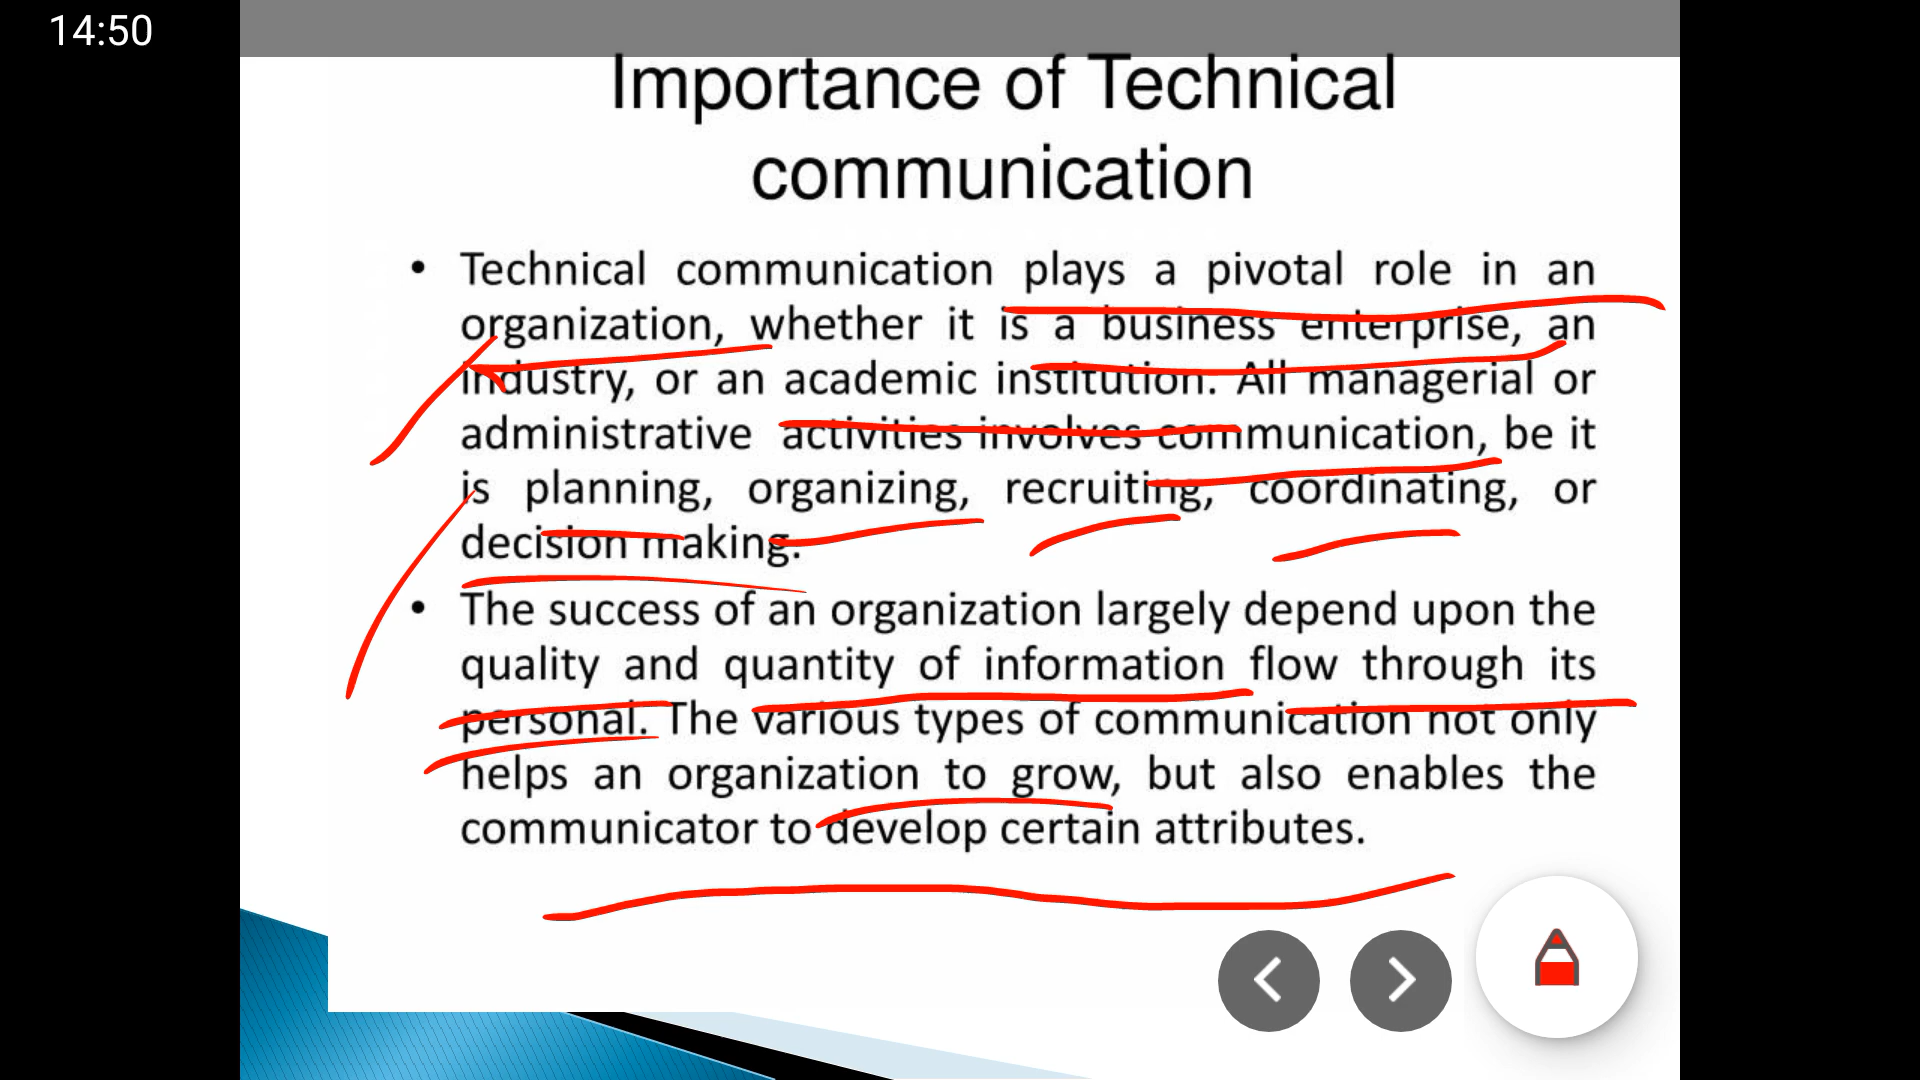 14:50
Importance of Technical
communication
• Technical communication plays a pivotal role in an
organization, whether it is a business enterprise, an
industry, or an academic institution. All managerial or
administrative activities involves communication, be it
is planning, organizing, recruiting, coordinating, or
decision making.
• The success of an organization largely depend upon the
quality and quantity of information flow through its
personal. The various types of communication not only
helps an organization to grow, but also enables the
communicator to develop certain attributes.